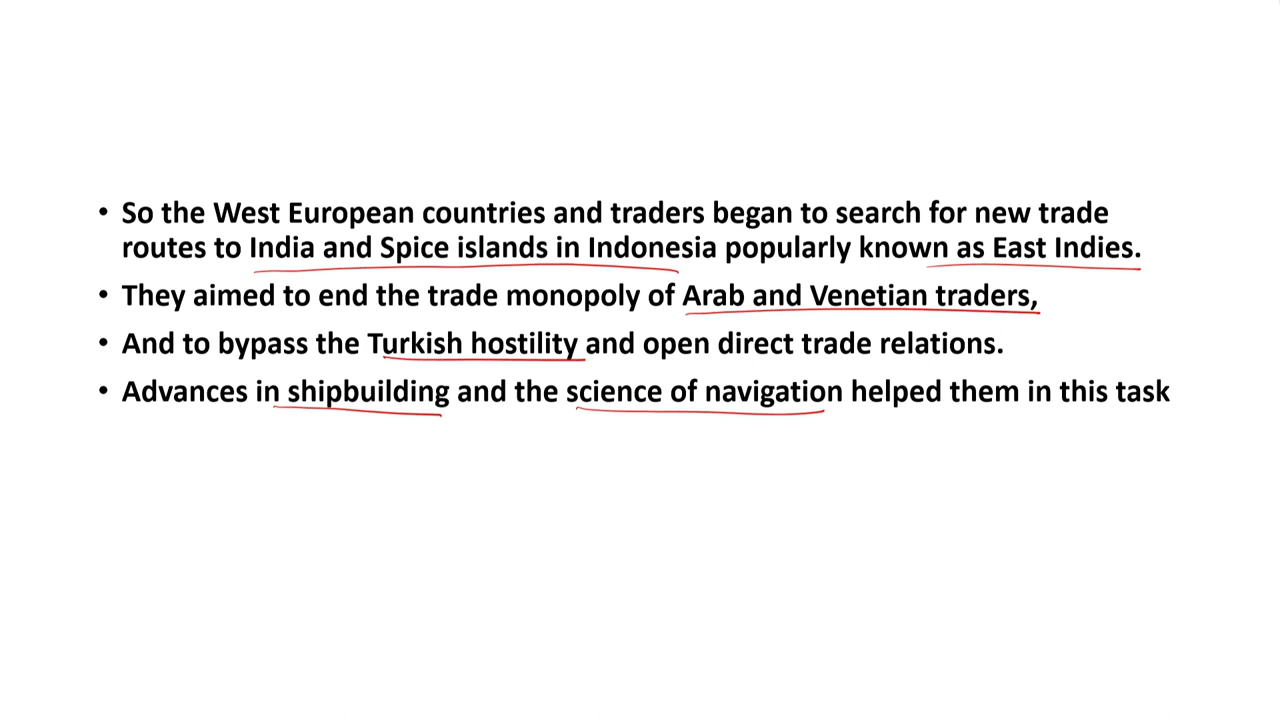 • So the West European countries and traders began to search for new trade
routes to India and Spice islands in Indonesia popularly known as East Indies.
• They aimed to end the trade monopoly of Arab and Venetian traders,
• And to bypass the Turkish hostility and open direct trade relations.
• Advances in shipbuilding and the science of navigation helped them in this task